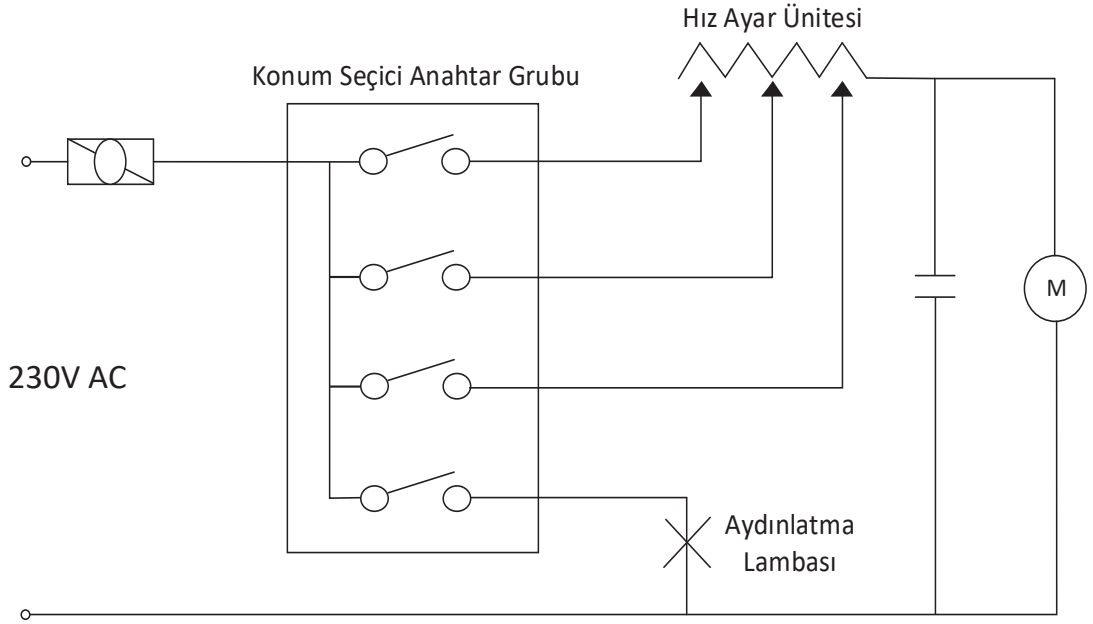 Hız Ayar Ünitesi
Konum Seçici Anahtar Grubu
M
230V AC
Aydınlatma
Lambası